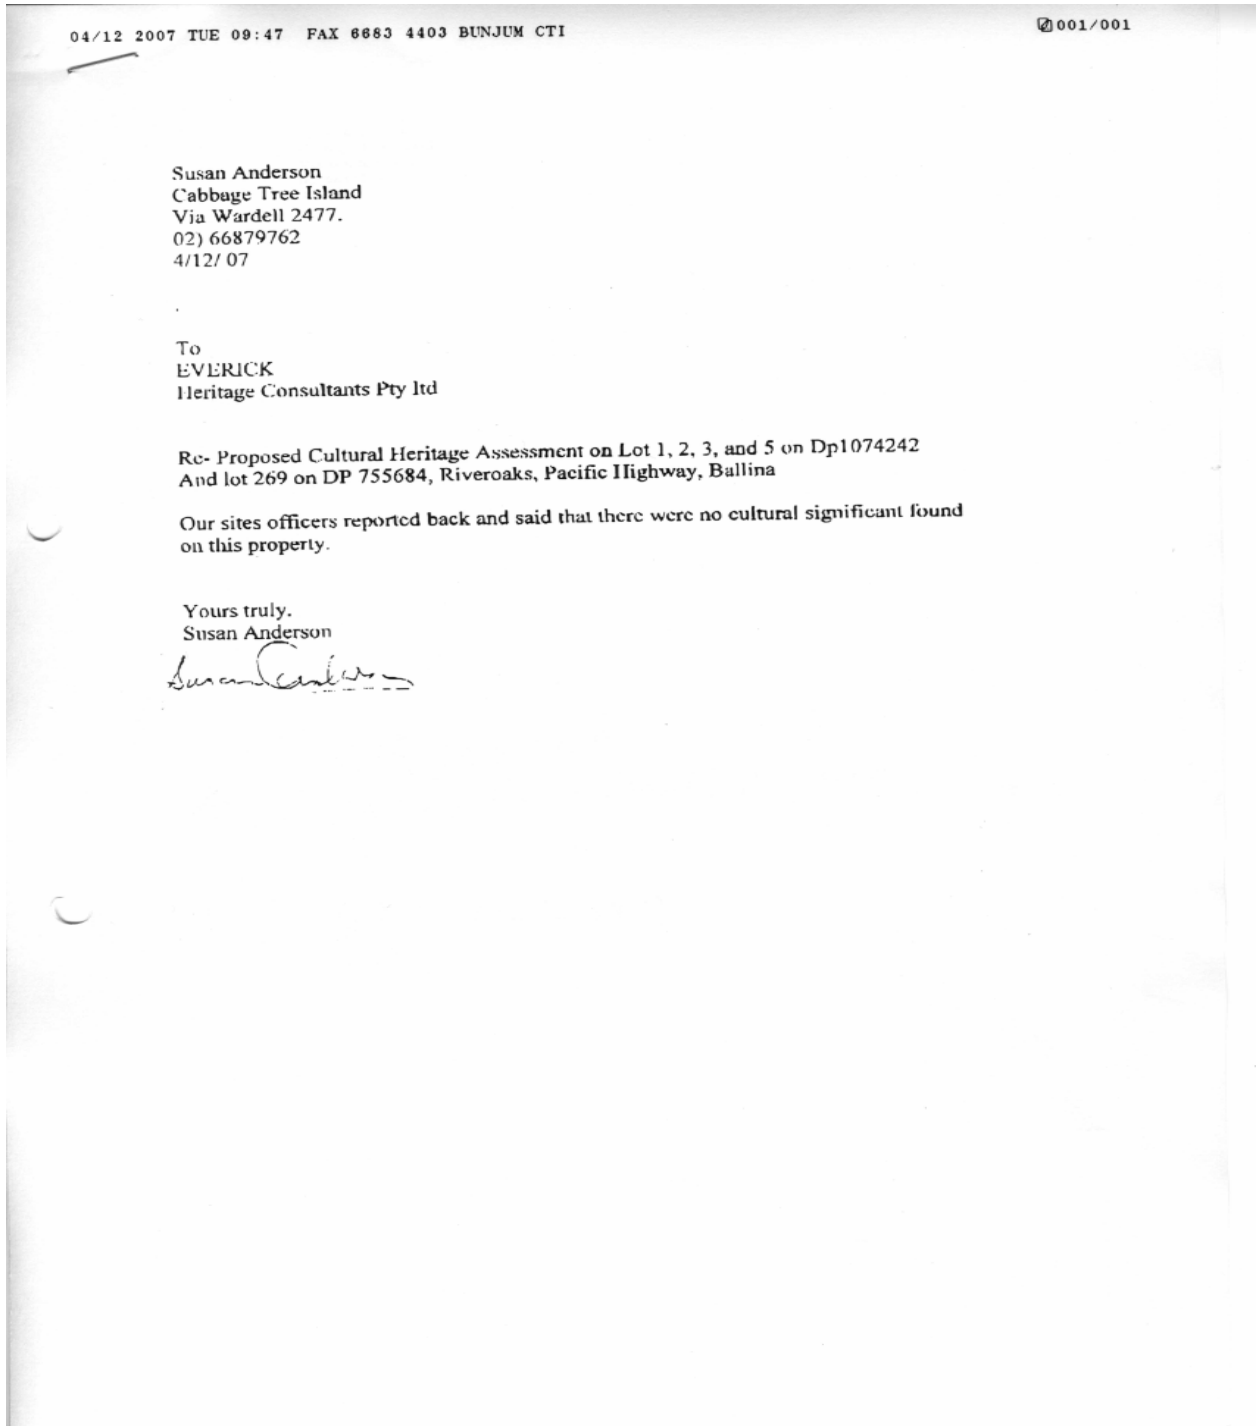 04/12 2007 TUE 09:47 FAX 6683 4403 BUNJUM CTI
001/001
Susan Anderson
Cabbage Tree Island
Via Wardell 2477.
02) 66879762
4/12/ 07
To
EVERICK
Heritage Consultants Pty ltd
Re- Proposed Cultural Heritage Assessment on Lot 1, 2, 3, and 5 on Dp1074242
And lot 269 on DP 755684, Riveroaks, Pacific Highway, Ballina
Our sites officers reported back and said that there were no cultural significant found
on this property.
Yours truly.
Susan Anderson
Susan Anderson